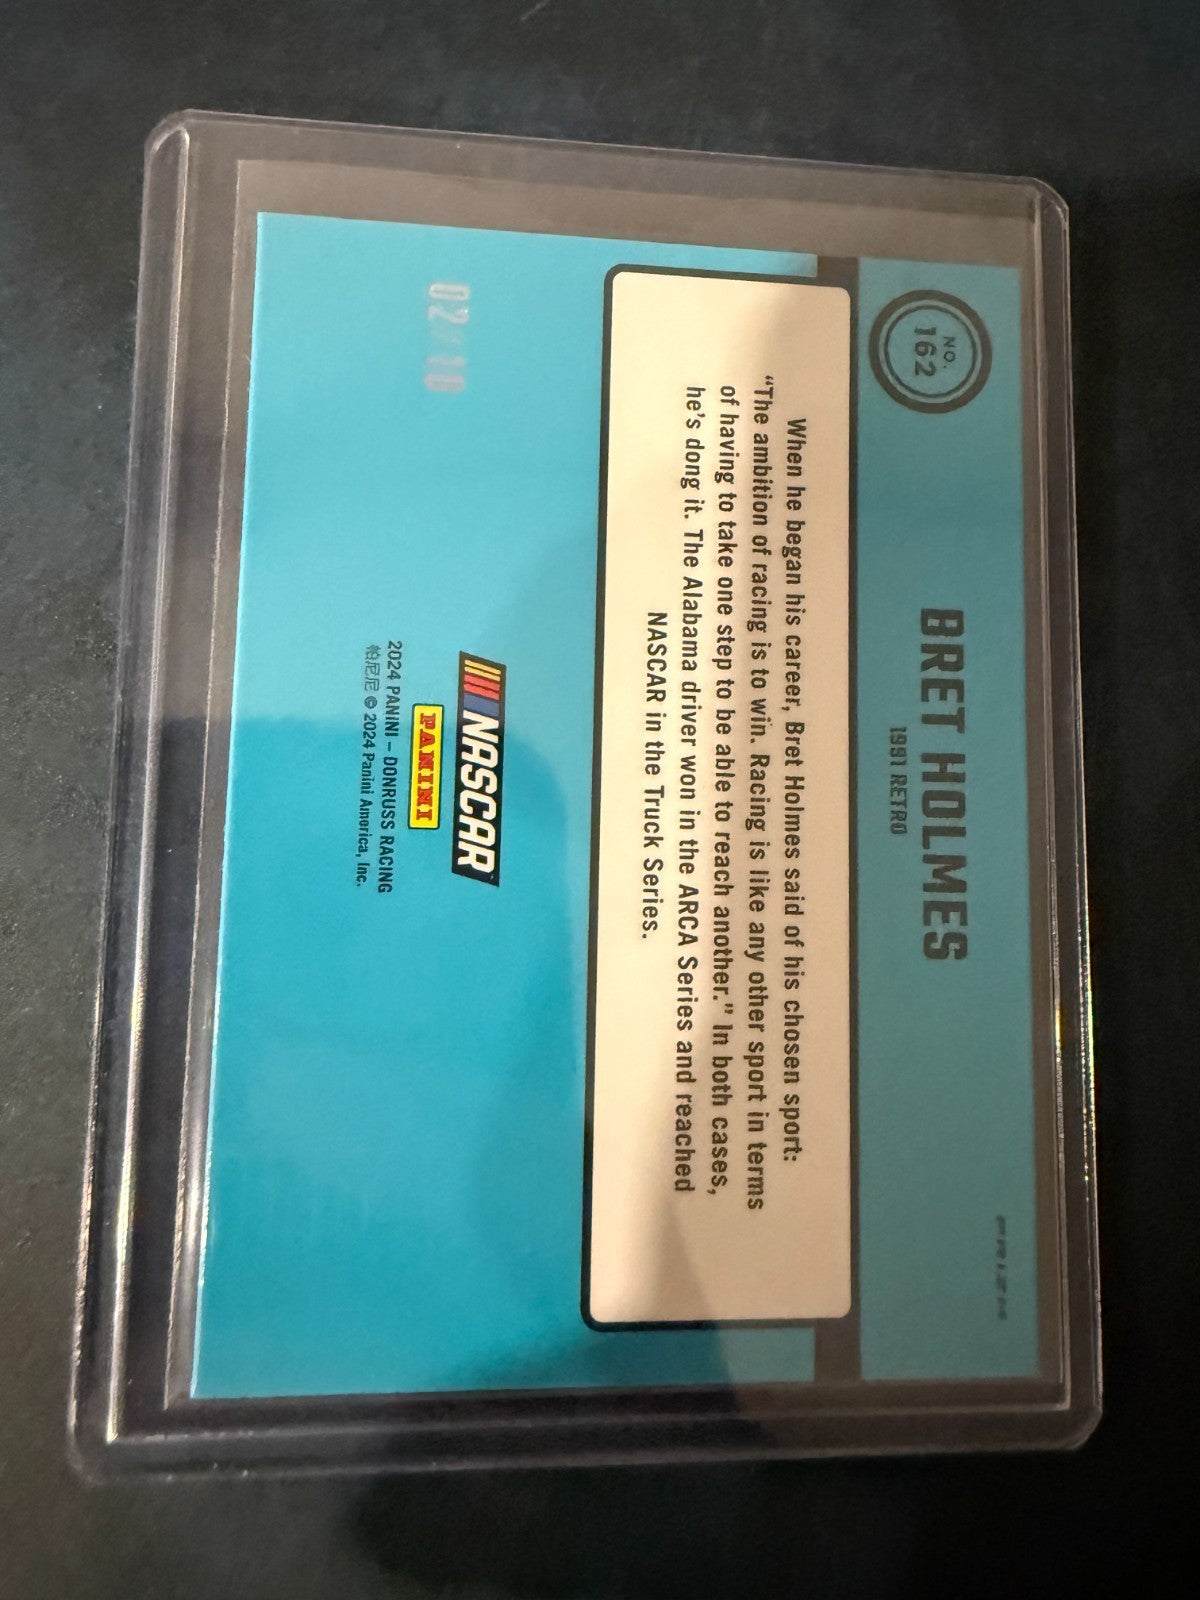 NO.
162
BRET HOLMES
1991 RETRO
PRIZM
When he began his career, Bret Holmes said of his chosen sport:
“The ambition of racing is to win. Racing is like any other sport in terms
of having to take one step to be able to reach another.” In both cases,
he’s dong it. The Alabama driver won in the ARCA Series and reached
NASCAR in the Truck Series.
02/10
NASCAR
PANINI
2024 PANINI – DONRUSS RACING
帕尼尼 © 2024 Panini America, Inc.